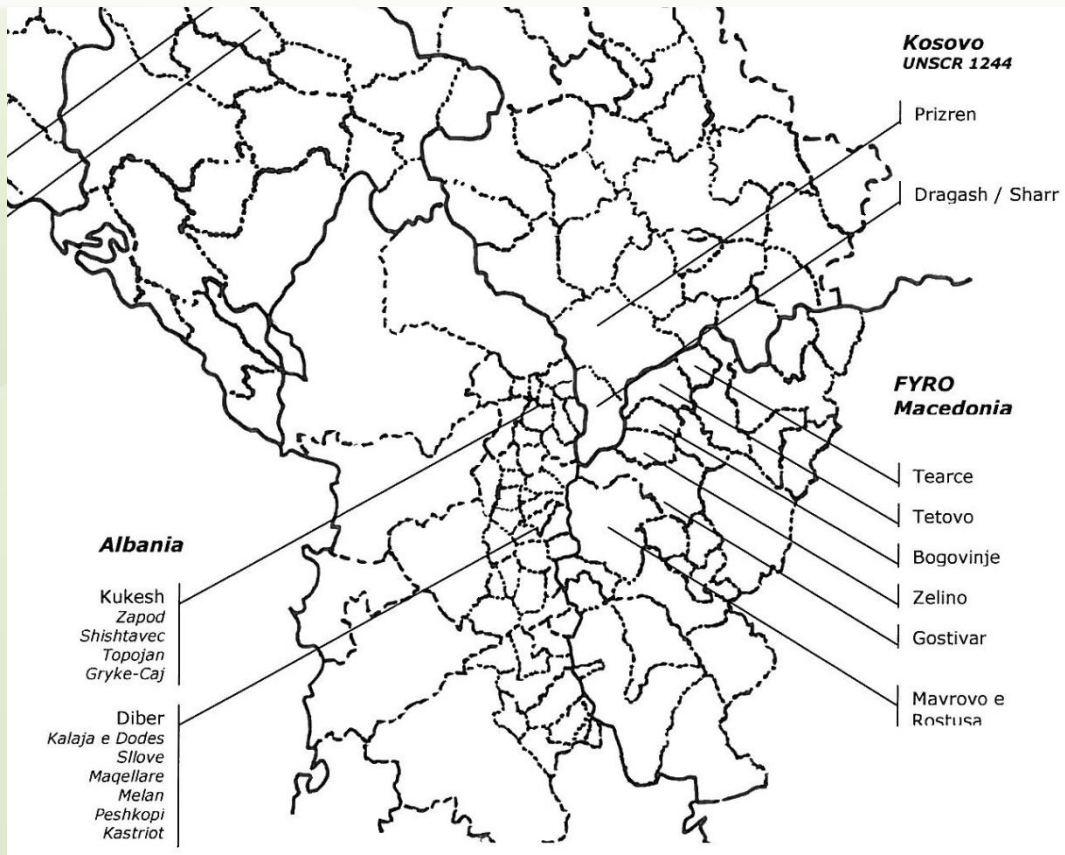 Kosovo
UNSCR 1244
Prizren
Dragash / Sharr
FYRO
Macedonia
Tearce
Tetovo
Bogovinje
Zelino
Gostivar
Mavrovo e
Rostusa
Albania
Kukesh
Zapod
Shishtavec
Topojan
Gryke-Caj
Diber
Kalaja e Dodes
Sllove
Maqellare
Melan
Peshkopi
Kastriot